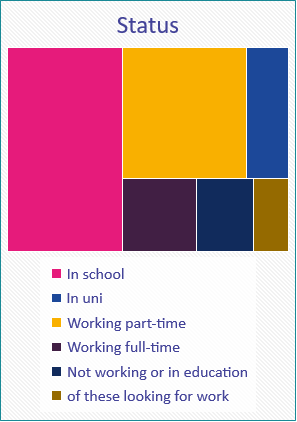 Status
In school
In uni
Working part-time
Working full-time
Not working or in education
of these looking for work